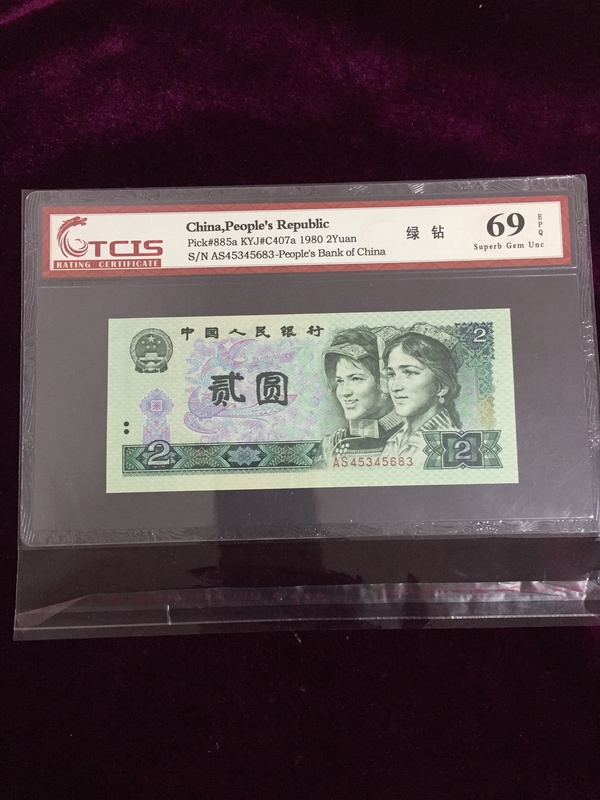 TCIS
RATING CERTIFICATE
China,People's Republic
Pick#885a KYJ#C407a 1980 2Yuan
S/N AS45345683-People's Bank of China
绿 钻
69
EPQ
Superb Gem Unc
中国人民银行
贰圆
2
2
AS45345683
2